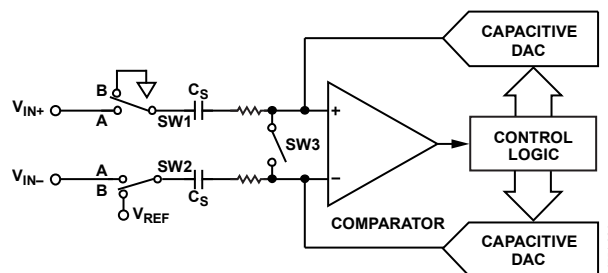 CAPACITIVE
DAC
B
CS
VIN+
A
SW1
+
SW3
CONTROL
LOGIC
VIN–
A
SW2
–
B
CS
VREF
COMPARATOR
CAPACITIVE
DAC